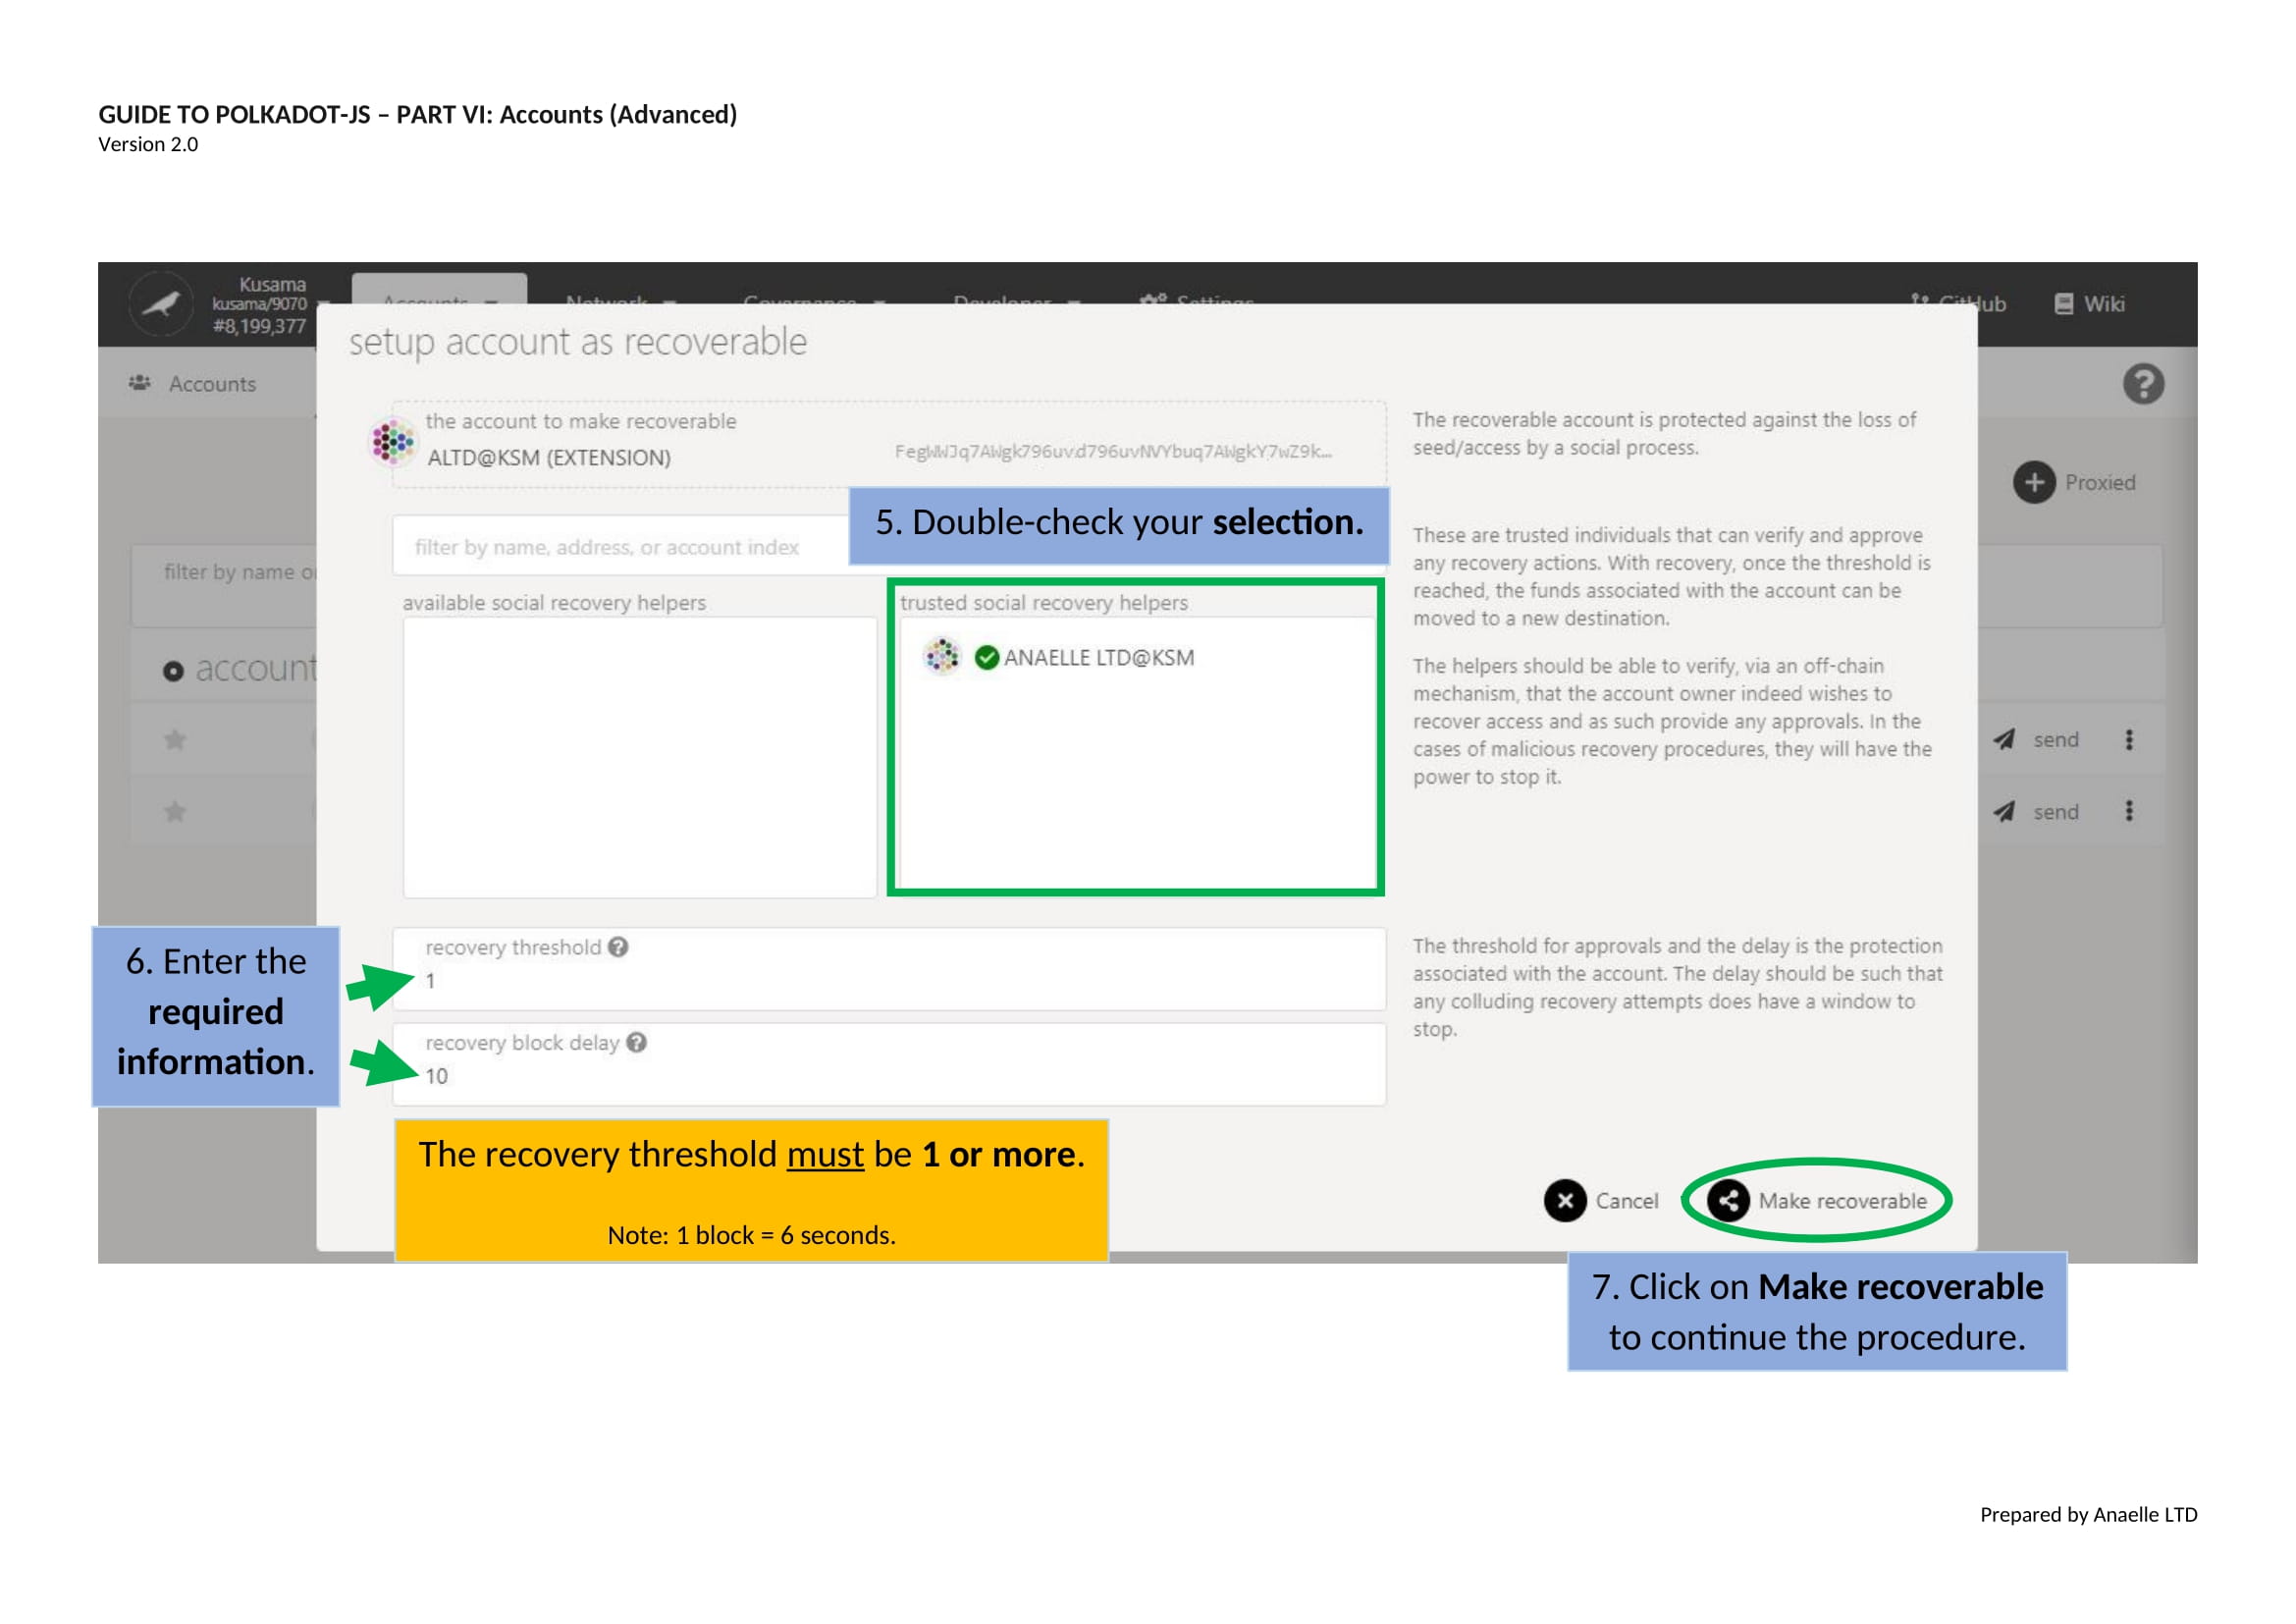 GUIDE TO POLKADOT-JS – PART VI: Accounts (Advanced)
Version 2.0
Kusama
kusama/9070
#8,199,377
Accounts
Network
Governance
Developer
Settings
GitHub
Wiki
setup account as recoverable
Accounts
the account to make recoverable
ALTD@KSM (EXTENSION)
The recoverable account is protected against the loss of
seed/access by a social process.
Proxied
5. Double-check your selection.
filter by name, address, or account index
These are trusted individuals that can verify and approve
any recovery actions. With recovery, once the threshold is
reached, the funds associated with the account can be
moved to a new destination.
filter by name
available social recovery helpers
trusted social recovery helpers
ANAELLE LTD@KSM
The helpers should be able to verify, via an off-chain
mechanism, that the account owner indeed wishes to
recover access and as such provide any approvals. In the
cases of malicious recovery procedures, they will have the
power to stop it.
account
send
send
6. Enter the
required
information.
recovery threshold
1
recovery block delay
10
The threshold for approvals and the delay is the protection
associated with the account. The delay should be such that
any colluding recovery attempts does have a window to
stop.
The recovery threshold must be 1 or more.
Note: 1 block = 6 seconds.
Cancel
Make recoverable
7. Click on Make recoverable
to continue the procedure.
Prepared by Anaelle LTD